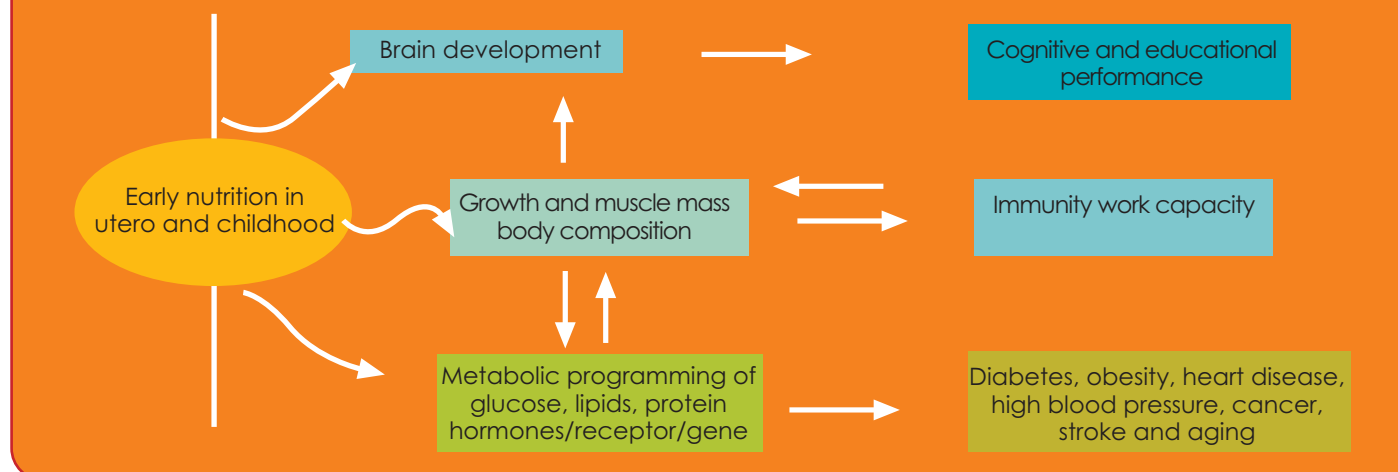 Brain development
Cognitive and educational
performance
Early nutrition in
utero and childhood
Growth and muscle mass
body composition
Immunity work capacity
Metabolic programming of
glucose, lipids, protein
hormones/receptor/gene
Diabetes, obesity, heart disease,
high blood pressure, cancer,
stroke and aging